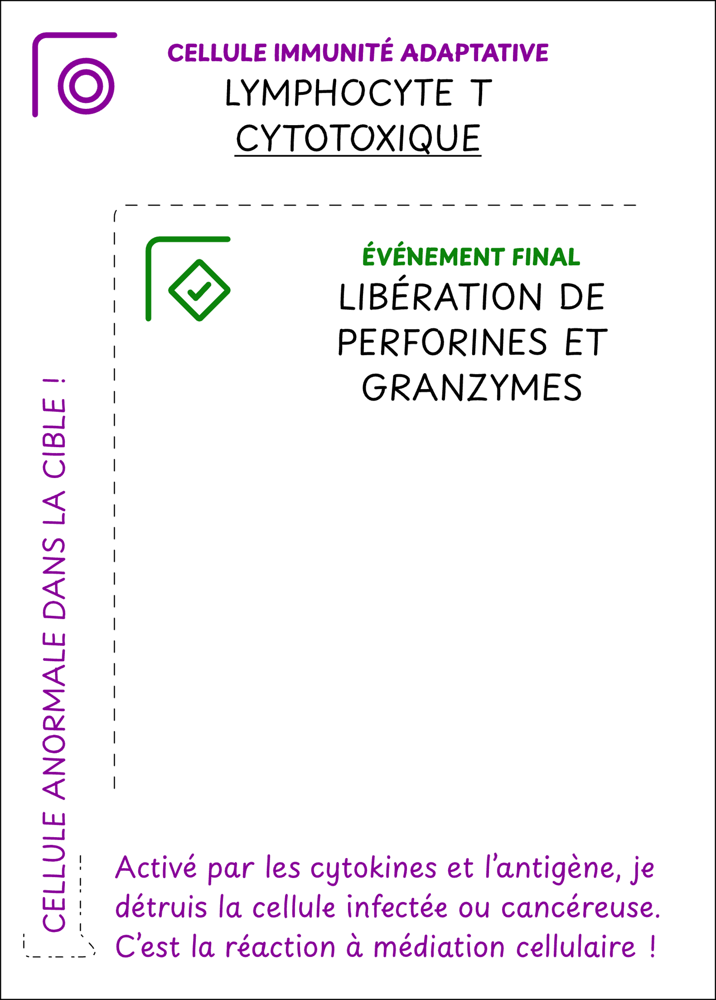 CELLULE IMMUNITÉ ADAPTATIVE
LYMPHOCYTE T
CYTOTOXIQUE
ÉVÉNEMENT FINAL
LIBÉRATION DE
PERFORINES ET
GRANZYMES
CELLULE ANORMALE DANS LA CIBLE !
Activé par les cytokines et l'antigène, je
détruis la cellule infectée ou cancéreuse.
C'est la réaction à médiation cellulaire !